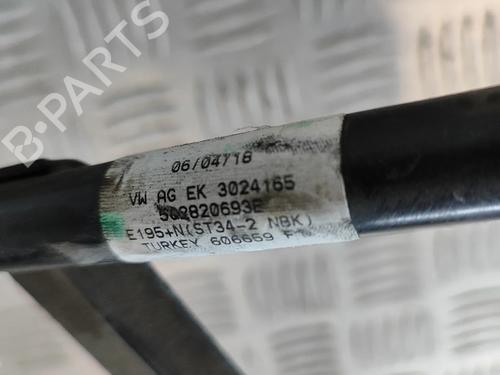 B-PARTS
06/04/18
VW AG EK 3024165
5Q2820693E
E195+N(ST34-2 NBK)
TURKEY 606659 F